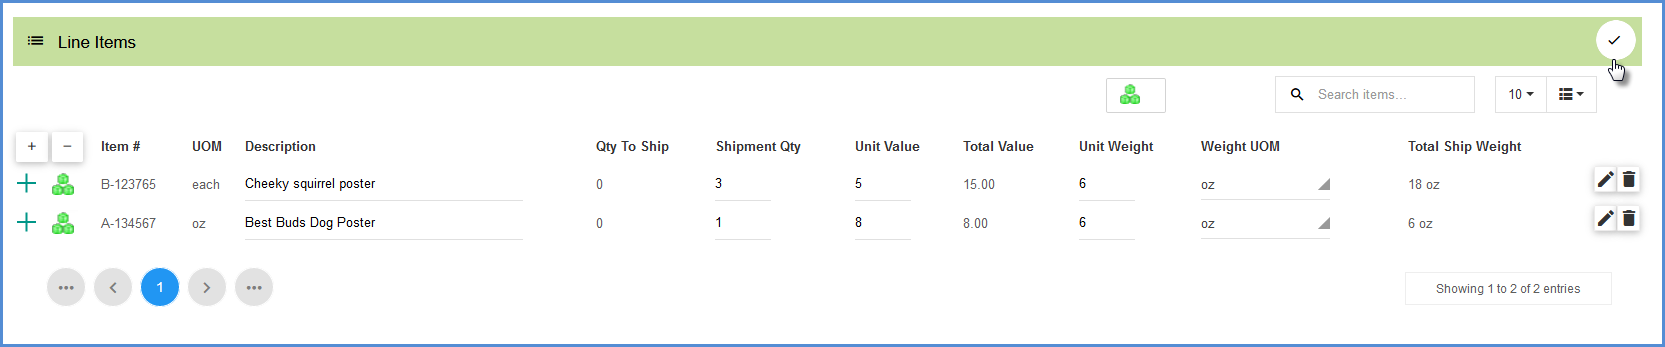 Line Items
10
Search items...
+ − Item # UOM Description Qty To Ship Shipment Qty Unit Value Total Value Unit Weight Weight UOM Total Ship Weight
B-123765 each Cheeky squirrel poster 0 3 5 15.00 6 oz 18 oz
A-134567 oz Best Buds Dog Poster 0 1 8 8.00 6 oz 6 oz
1
Showing 1 to 2 of 2 entries